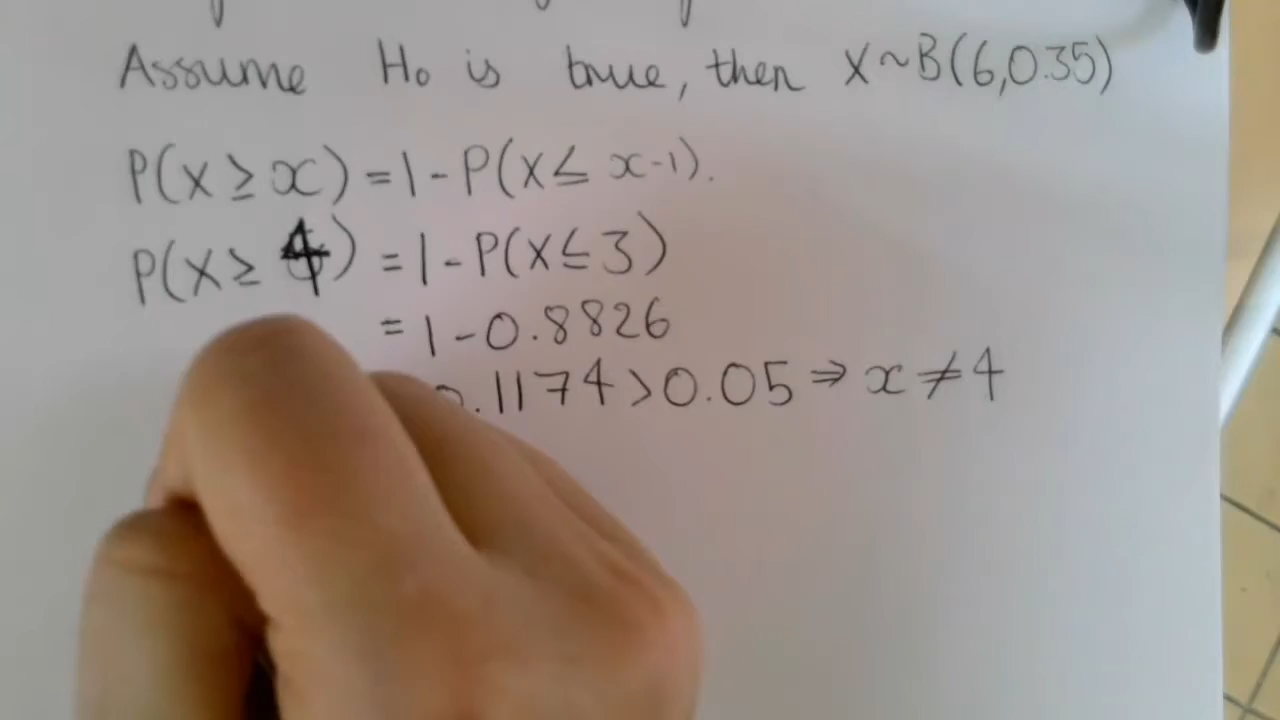 Assume H₀ is true, then X~B(6,0.35)
P(X ≥ x) = 1 - P(X ≤ x-1).
P(X ≥ 4) = 1 - P(X ≤ 3)
= 1 - 0.8826
.1174 > 0.05 ⇒ x ≠ 4